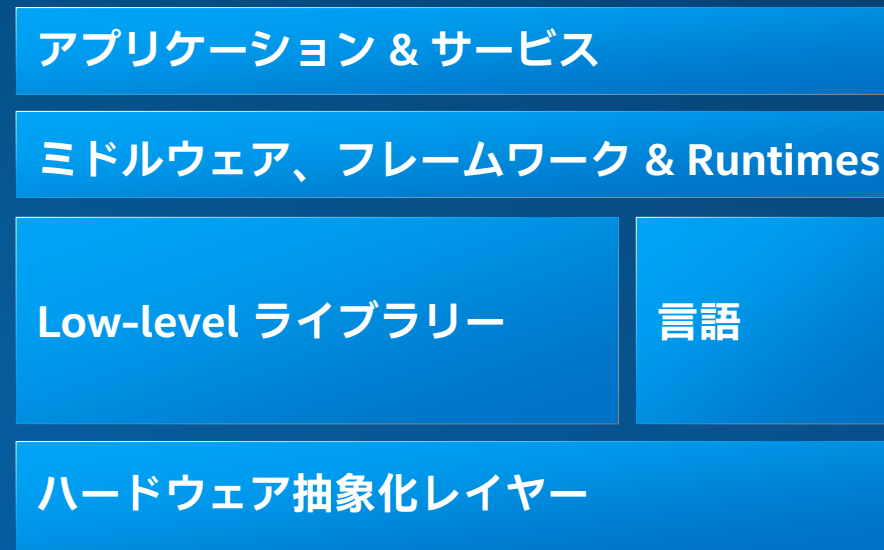 アプリケーション & サービス
ミドルウェア、フレームワーク & Runtimes
Low-level ライブラリー
言語
ハードウェア抽象化レイヤー